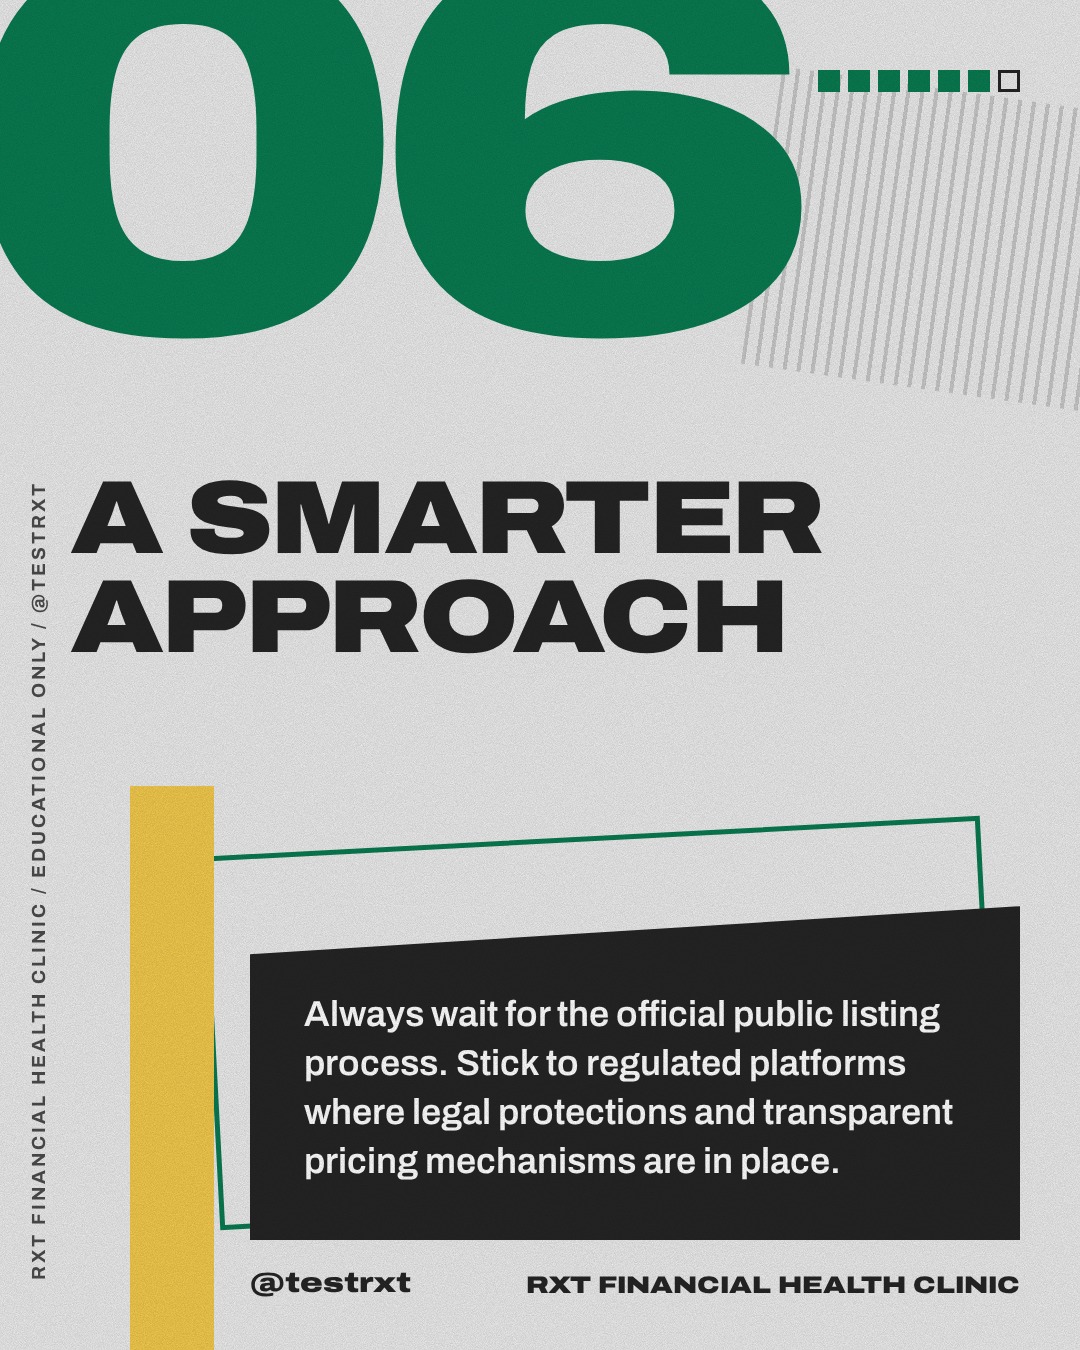 06
A SMARTER
APPROACH
RXT FINANCIAL HEALTH CLINIC / EDUCATIONAL ONLY / @TESTRXT
Always wait for the official public listing
process. Stick to regulated platforms
where legal protections and transparent
pricing mechanisms are in place.
@testrxt
RXT FINANCIAL HEALTH CLINIC